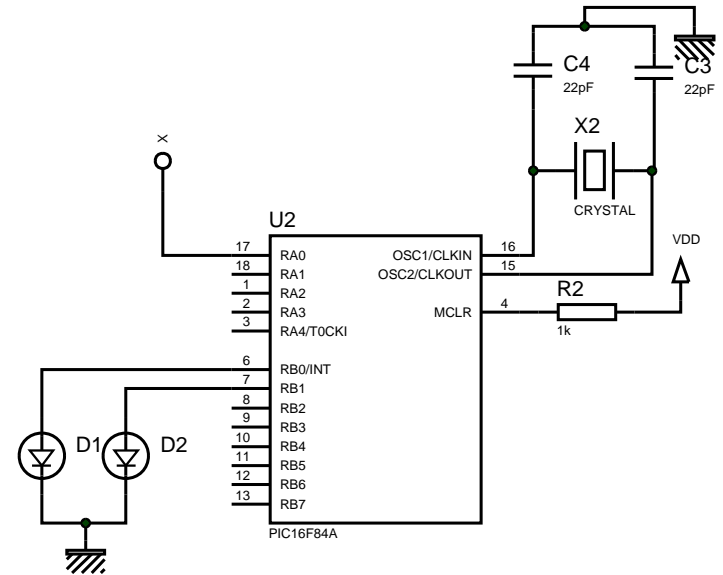 C4
22pF
C3
22pF
X2
CRYSTAL
X
U2
17 RA0 OSC1/CLKIN 16
18 RA1 OSC2/CLKOUT 15
1 RA2
2 RA3 MCLR 4
3 RA4/T0CKI
6 RB0/INT
7 RB1
8 RB2
9 RB3
10 RB4
11 RB5
12 RB6
13 RB7
PIC16F84A
VDD
R2
1k
D1
D2